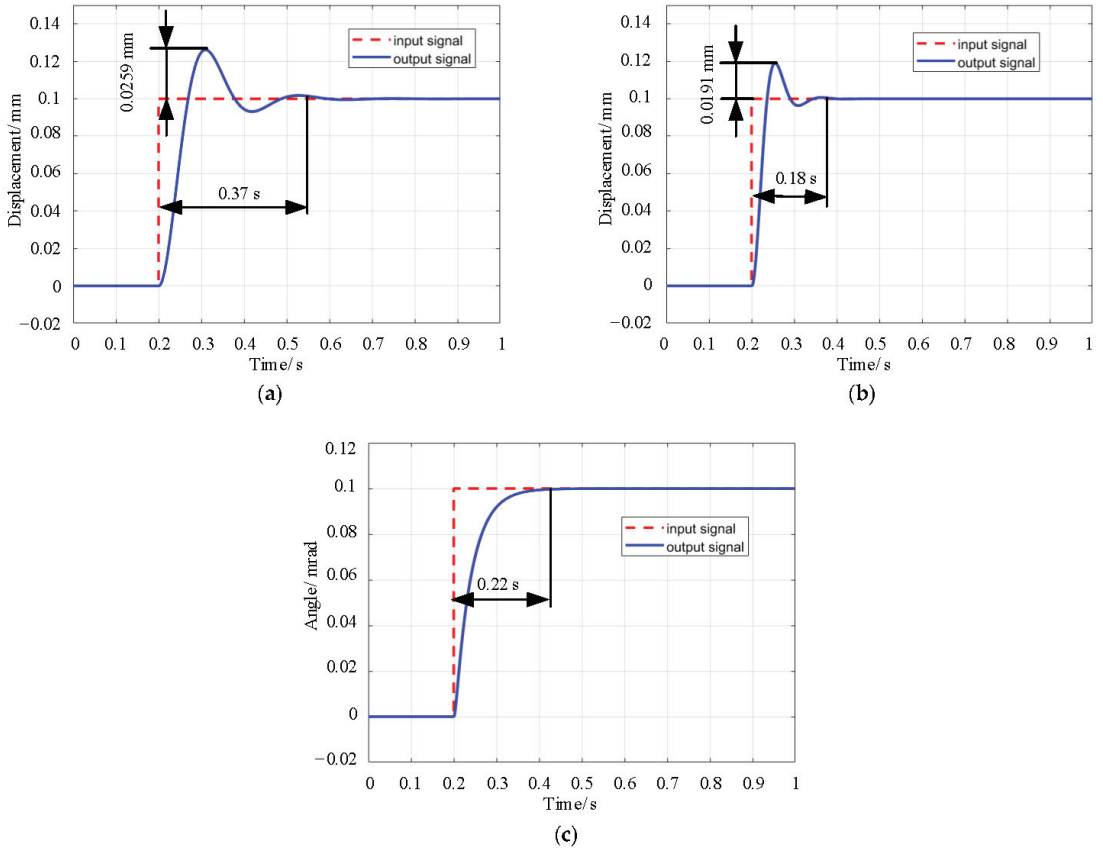 0.14
0.12
0.1
0.08
0.06
0.04
0.02
0
−0.02
Displacement/mm
0.0259 mm
input signal
output signal
0.37 s
0 0.1 0.2 0.3 0.4 0.5 0.6 0.7 0.8 0.9 1
Time/s
(a)
0.14
0.12
0.1
0.08
0.06
0.04
0.02
0
−0.02
Displacement/mm
0.0191 mm
input signal
output signal
0.18 s
0 0.1 0.2 0.3 0.4 0.5 0.6 0.7 0.8 0.9 1
Time/s
(b)
0.12
0.1
0.08
0.06
0.04
0.02
0
−0.02
Angle/mrad
input signal
output signal
0.22 s
0 0.1 0.2 0.3 0.4 0.5 0.6 0.7 0.8 0.9 1
Time/s
(c)